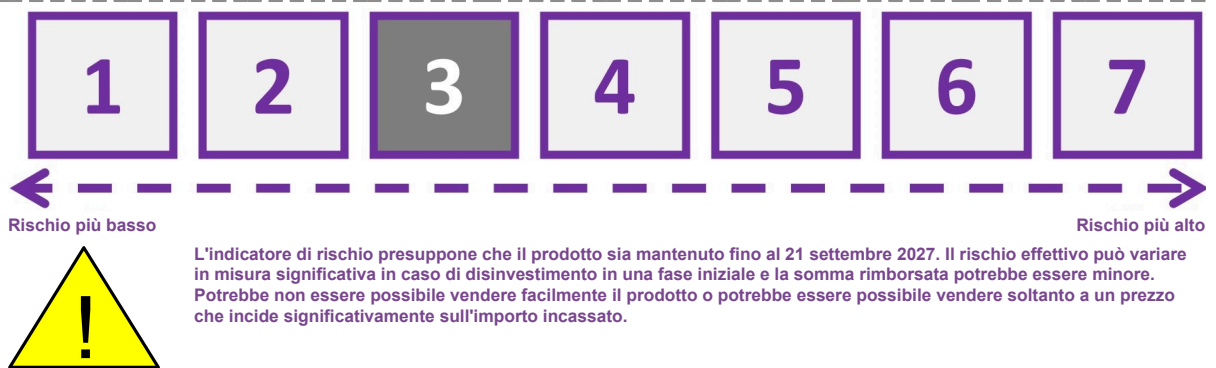 1 2 3 4 5 6 7
Rischio più basso Rischio più alto
L'indicatore di rischio presuppone che il prodotto sia mantenuto fino al 21 settembre 2027. Il rischio effettivo può variare
in misura significativa in caso di disinvestimento in una fase iniziale e la somma rimborsata potrebbe essere minore.
Potrebbe non essere possibile vendere facilmente il prodotto o potrebbe essere possibile vendere soltanto a un prezzo
che incide significativamente sull'importo incassato.
!